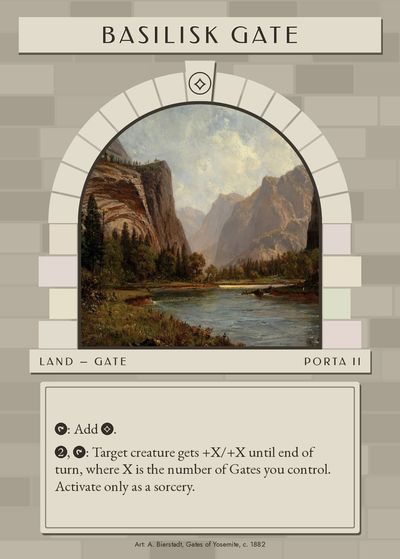 BASILISK GATE
LAND – GATE
PORTA II
: Add .
2, : Target creature gets +X/+X until end of
turn, where X is the number of Gates you control.
Activate only as a sorcery.
Art: A. Bierstadt, Gates of Yosemite, c. 1882